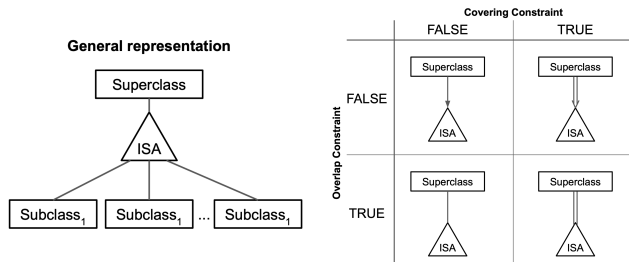 General representation
Superclass
ISA
Subclass1 Subclass1 ... Subclass1
Covering Constraint
FALSE TRUE
Overlap Constraint
FALSE
Superclass Superclass
ISA ISA
TRUE
Superclass Superclass
ISA ISA